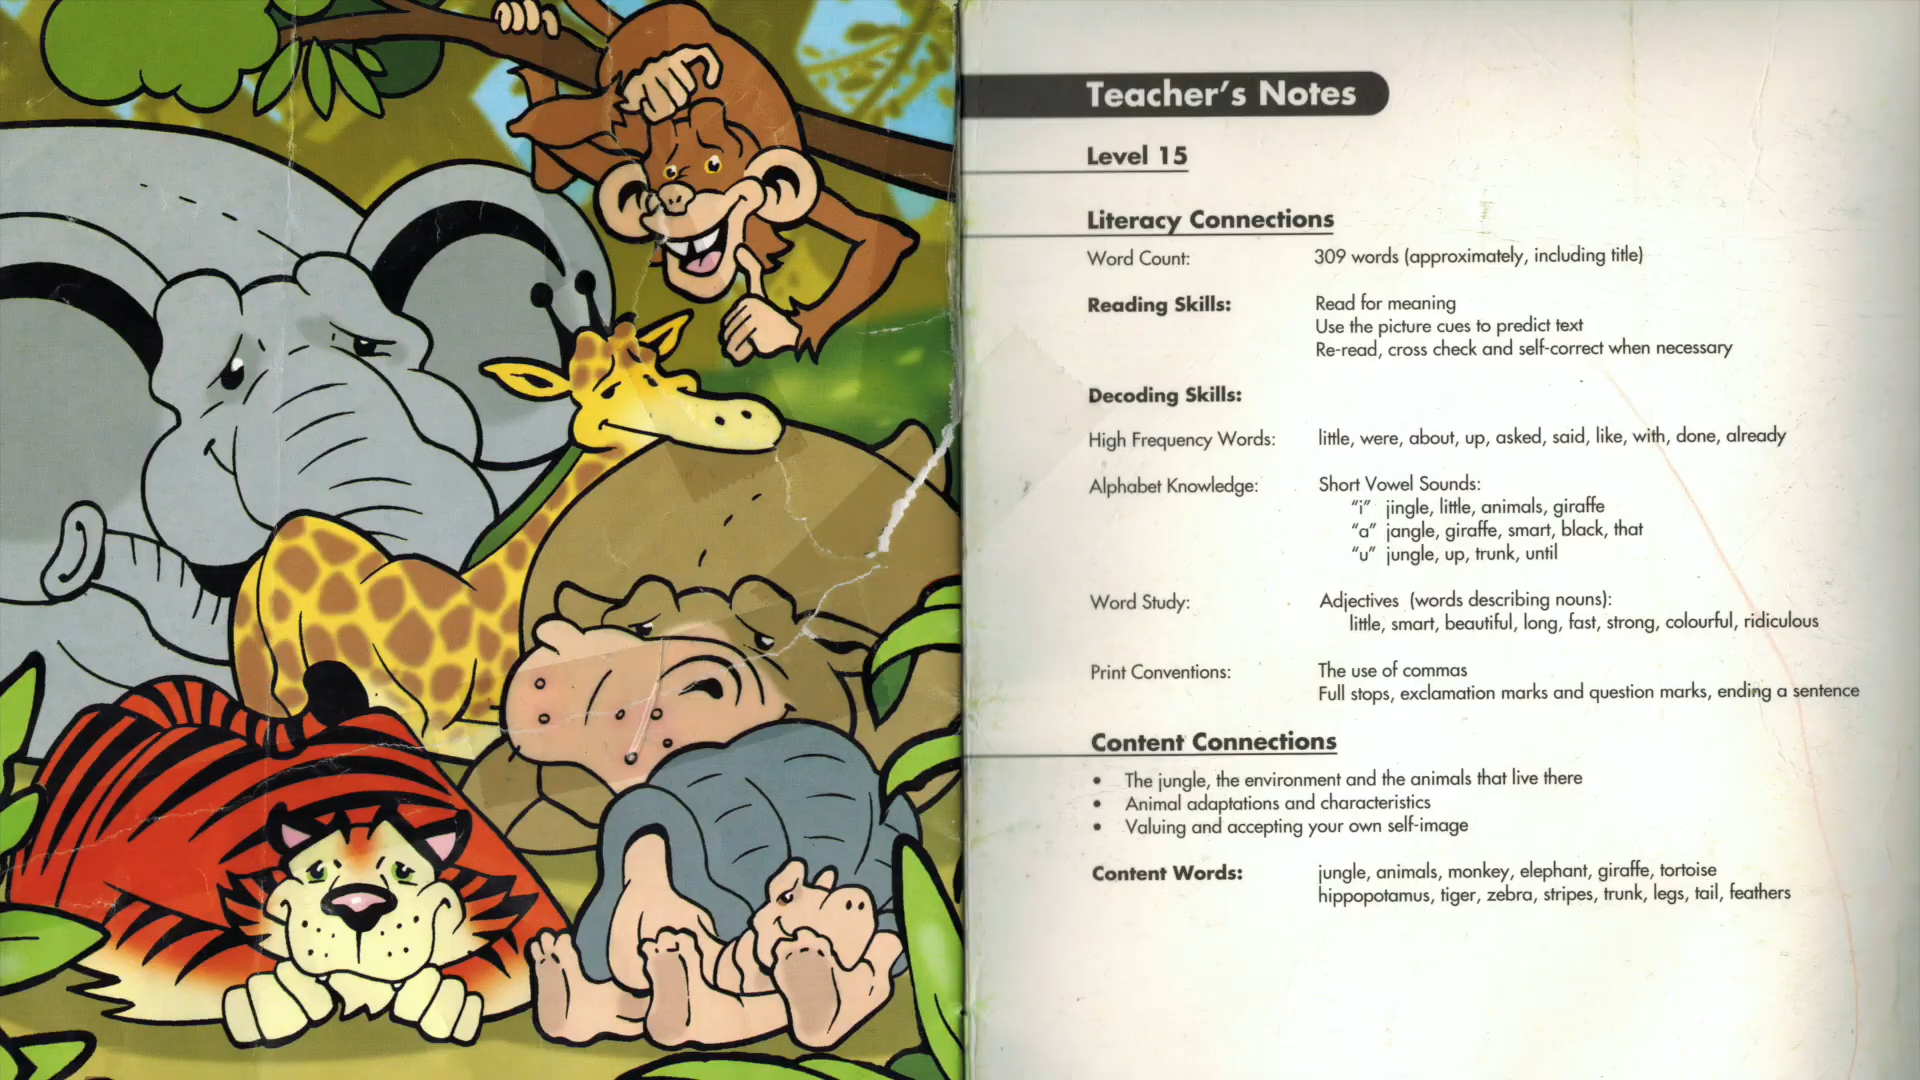 Teacher's Notes
Level 15
Literacy Connections
Word Count: 309 words (approximately, including title)
Reading Skills: Read for meaning
Use the picture cues to predict text
Re-read, cross check and self-correct when necessary
Decoding Skills:
High Frequency Words: little, were, about, up, asked, said, like, with, done, already
Alphabet Knowledge: Short Vowel Sounds:
"i" jingle, little, animals, giraffe
"a" jangle, giraffe, smart, black, that
"u" jungle, up, trunk, until
Word Study: Adjectives (words describing nouns):
little, smart, beautiful, long, fast, strong, colourful, ridiculous
Print Conventions: The use of commas
Full stops, exclamation marks and question marks, ending a sentence
Content Connections
• The jungle, the environment and the animals that live there
• Animal adaptations and characteristics
• Valuing and accepting your own self-image
Content Words: jungle, animals, monkey, elephant, giraffe, tortoise
hippopotamus, tiger, zebra, stripes, trunk, legs, tail, feathers